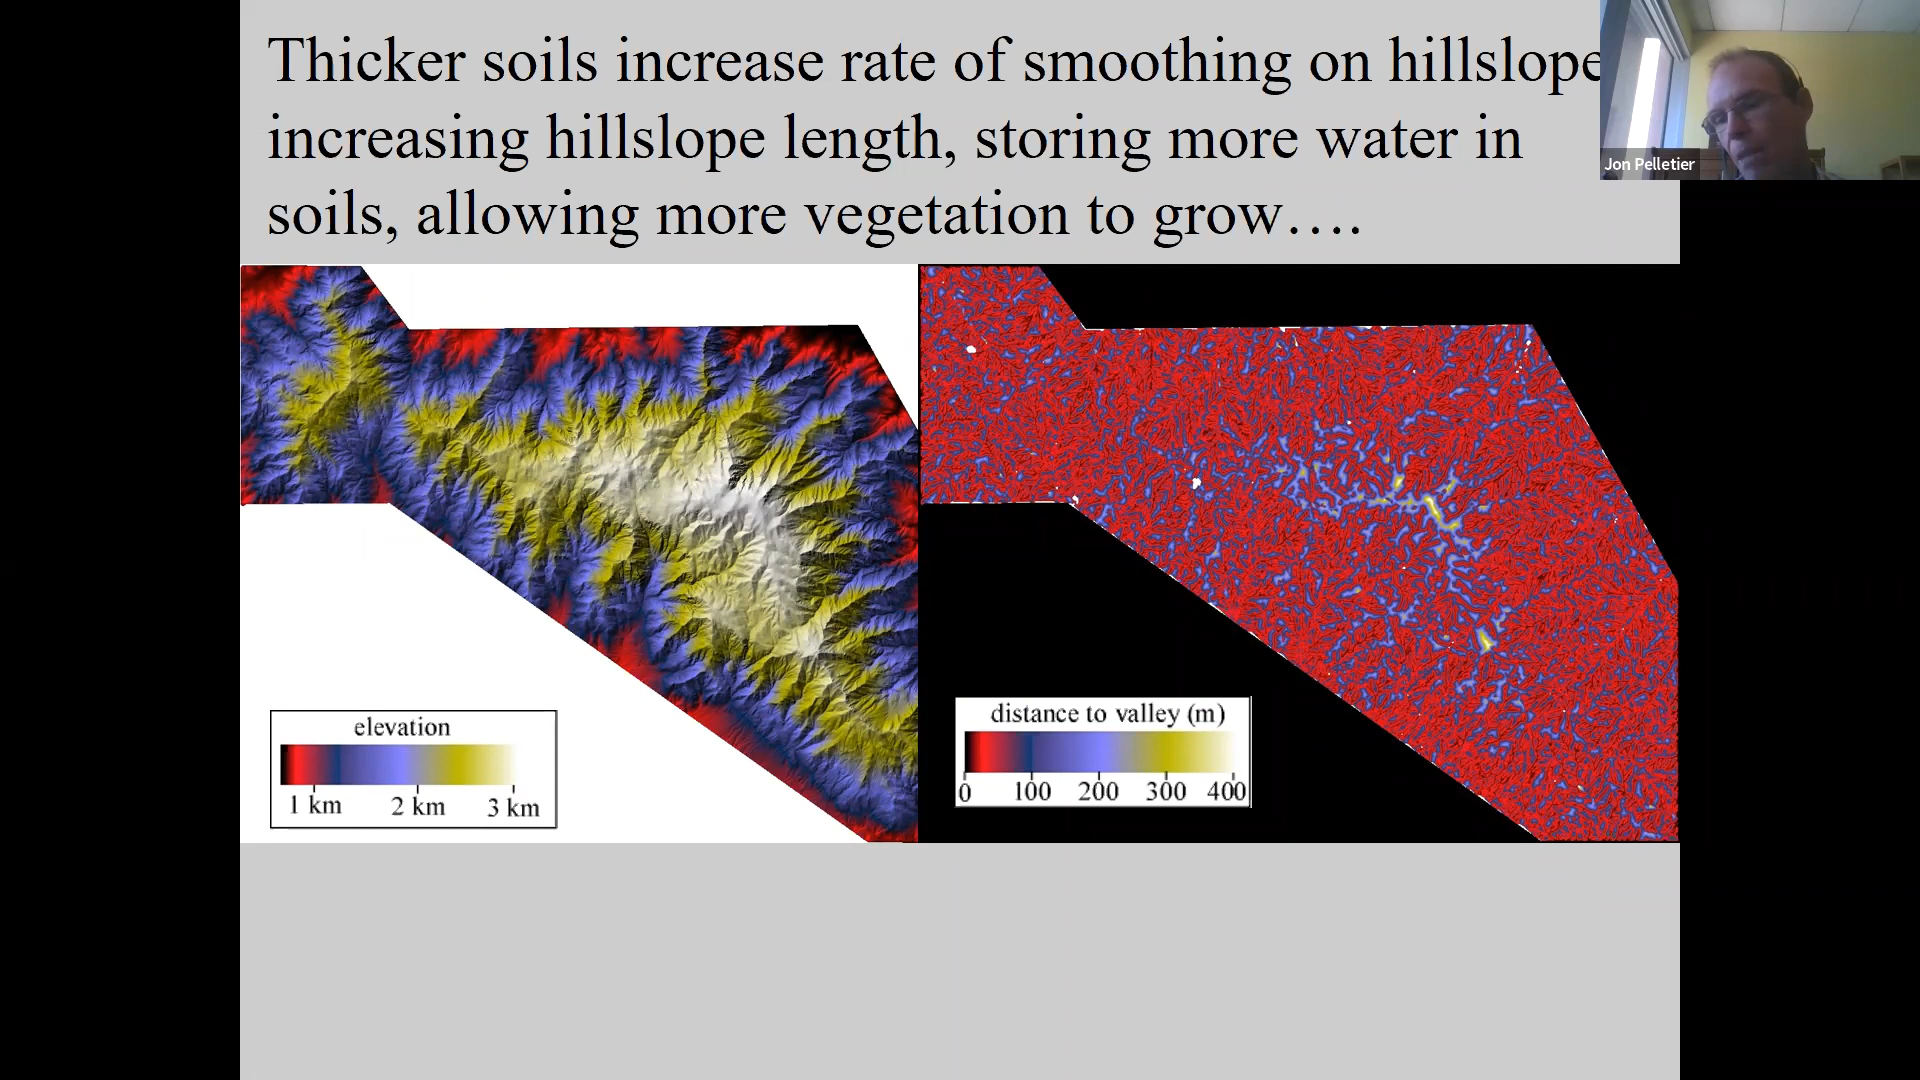 Thicker soils increase rate of smoothing on hillslope
increasing hillslope length, storing more water in
soils, allowing more vegetation to grow….
Jon Pelletier
elevation
1 km 2 km 3 km
distance to valley (m)
0 100 200 300 400